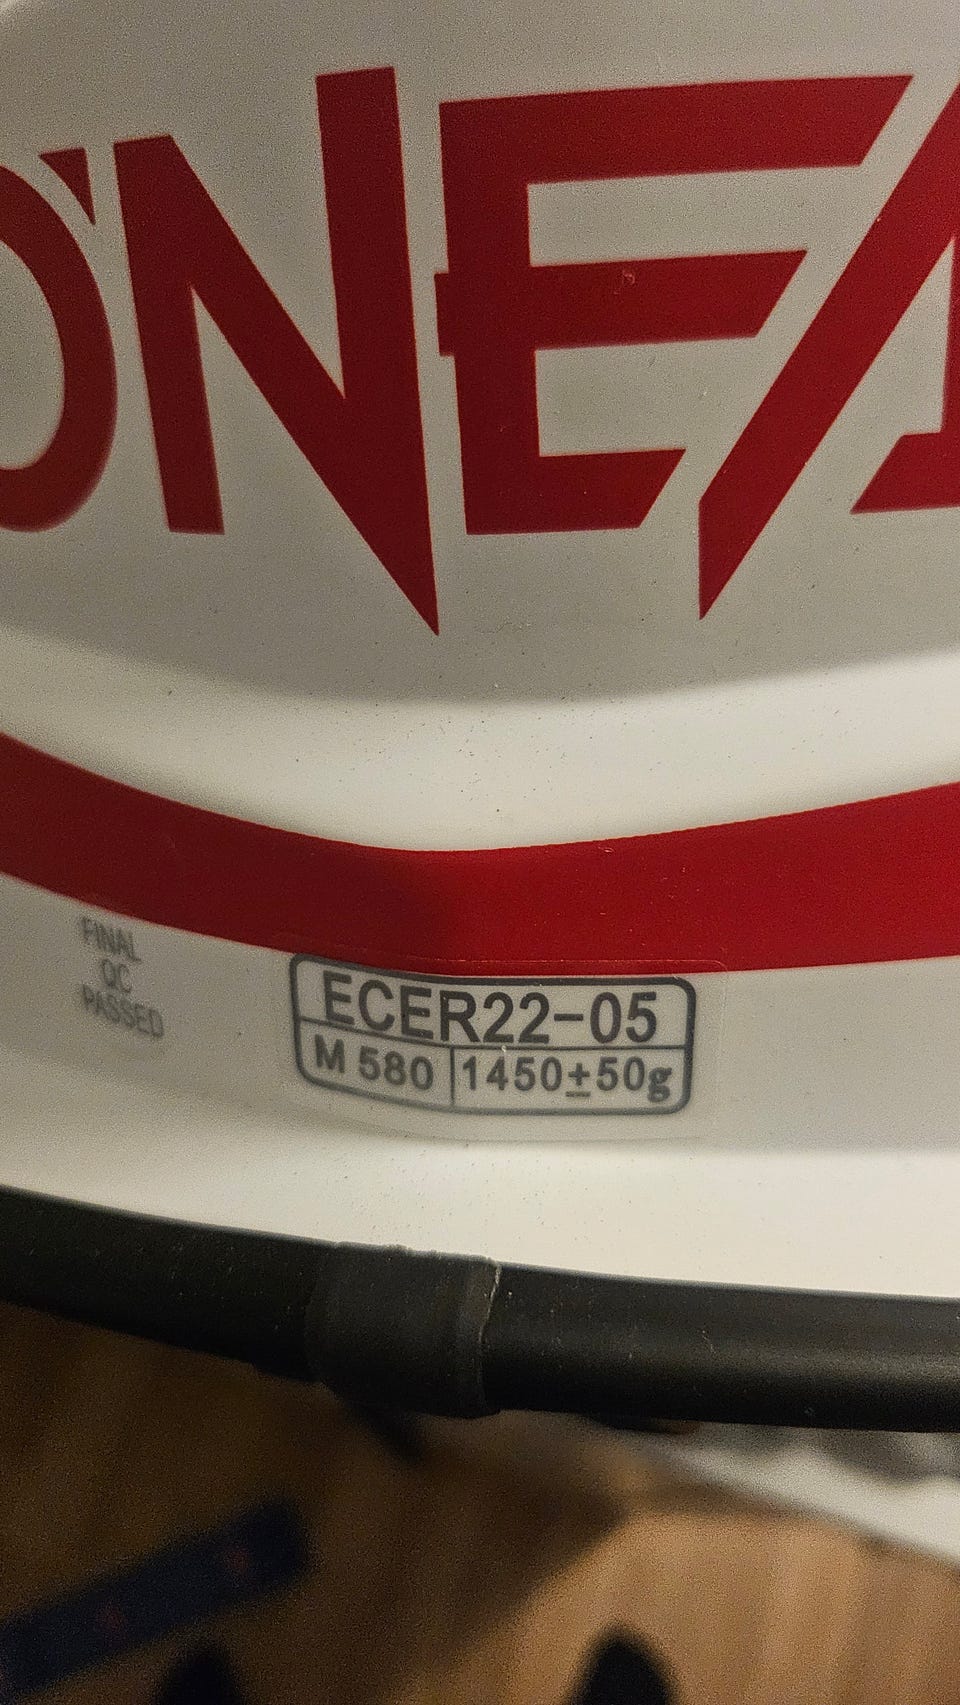 O'NEA
FINAL
QC
PASSED
ECER22-05
M 580 1450±50g